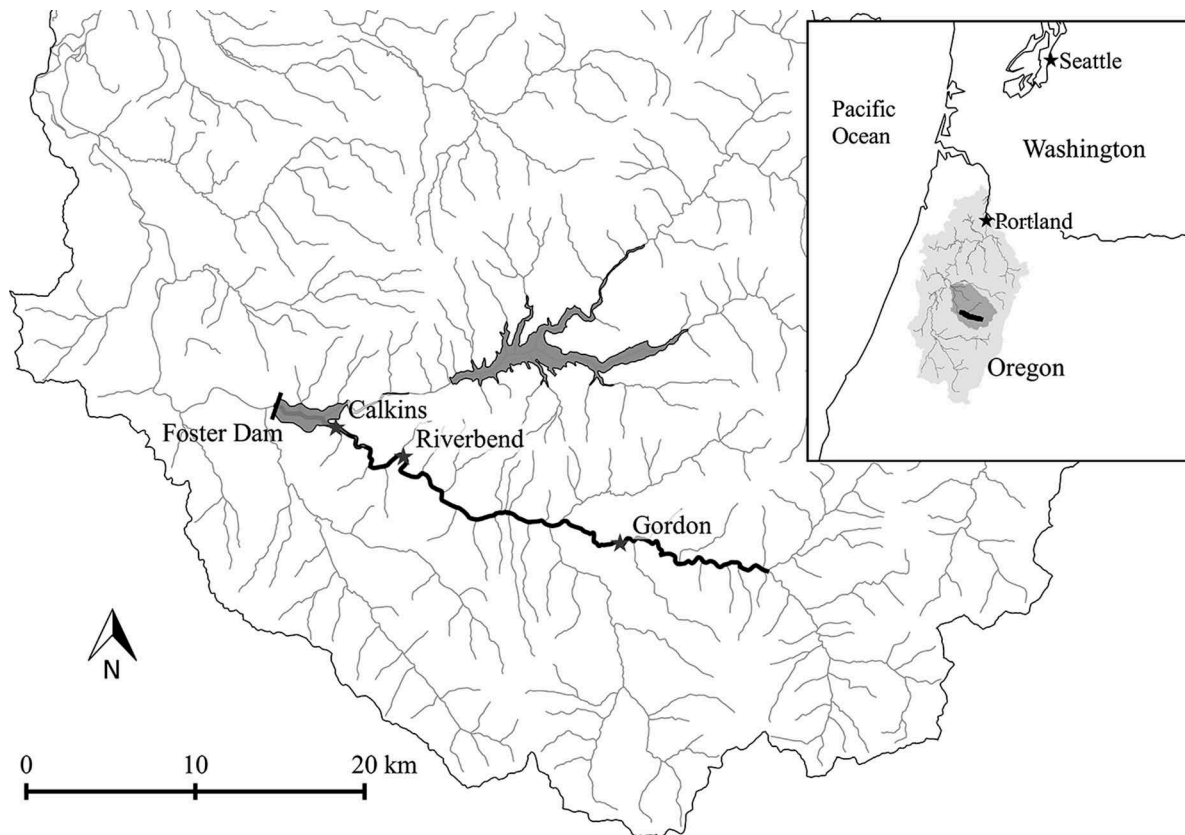 Seattle
Pacific
Ocean
Washington
Portland
Oregon
Calkins
Foster Dam
Riverbend
Gordon
N
0 10 20 km